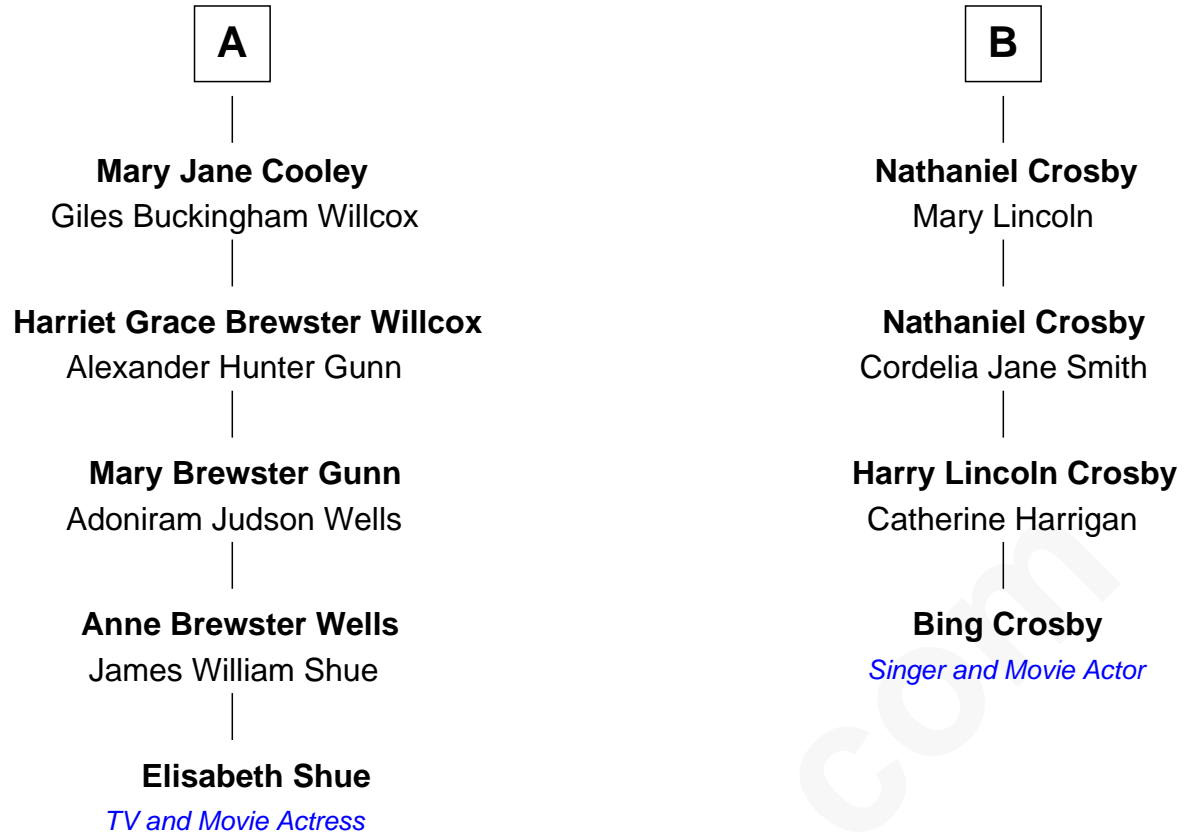 A
Mary Jane Cooley
Giles Buckingham Willcox
Harriet Grace Brewster Willcox
Alexander Hunter Gunn
Mary Brewster Gunn
Adoniram Judson Wells
Anne Brewster Wells
James William Shue
Elisabeth Shue
TV and Movie Actress
B
Nathaniel Crosby
Mary Lincoln
Nathaniel Crosby
Cordelia Jane Smith
Harry Lincoln Crosby
Catherine Harrigan
Bing Crosby
Singer and Movie Actor
com